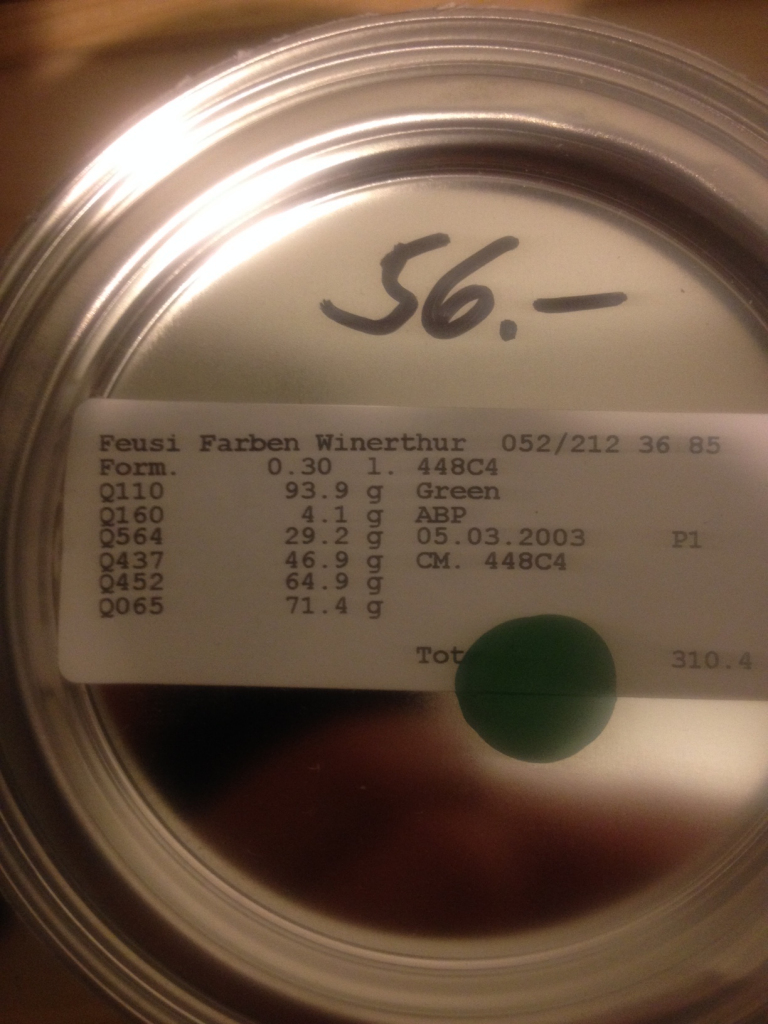 56.-
Feusi Farben Winerthur 052/212 36 85
Form. 0.30 l. 448C4
Q110 93.9 g Green
Q160 4.1 g ABP
Q564 29.2 g 05.03.2003 P1
Q437 46.9 g CM. 448C4
Q452 64.9 g
Q065 71.4 g
Tot 310.4